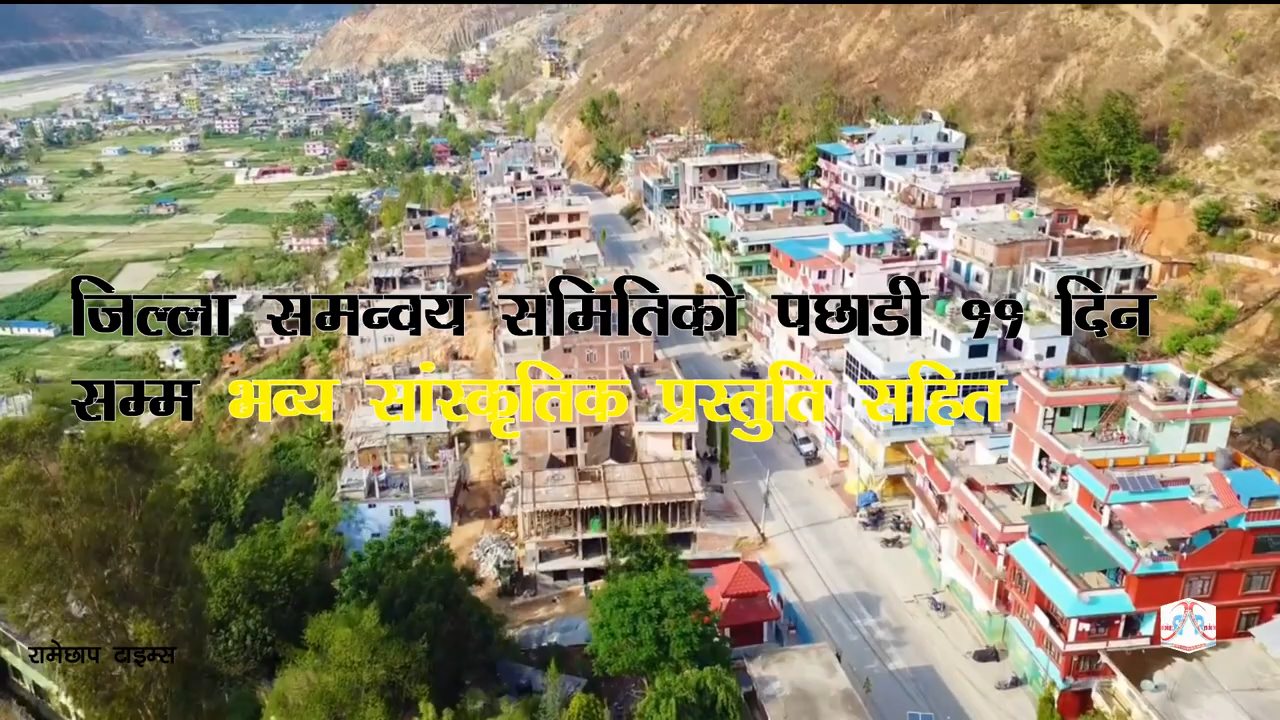 जिल्ला समन्वय समितिको पछाडी ११ दिन
सम्म भव्य सांस्कृतिक प्रस्तुति सहित
रामेछाप टाइम्स